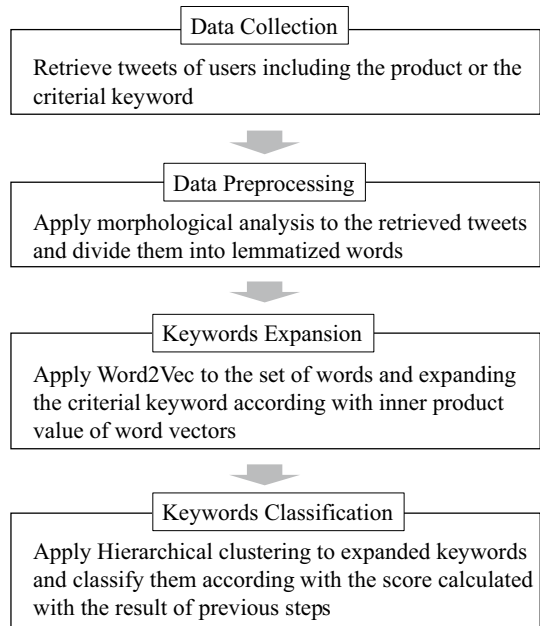 Data Collection
Retrieve tweets of users including the product or the
criterial keyword
Data Preprocessing
Apply morphological analysis to the retrieved tweets
and divide them into lemmatized words
Keywords Expansion
Apply Word2Vec to the set of words and expanding
the criterial keyword according with inner product
value of word vectors
Keywords Classification
Apply Hierarchical clustering to expanded keywords
and classify them according with the score calculated
with the result of previous steps